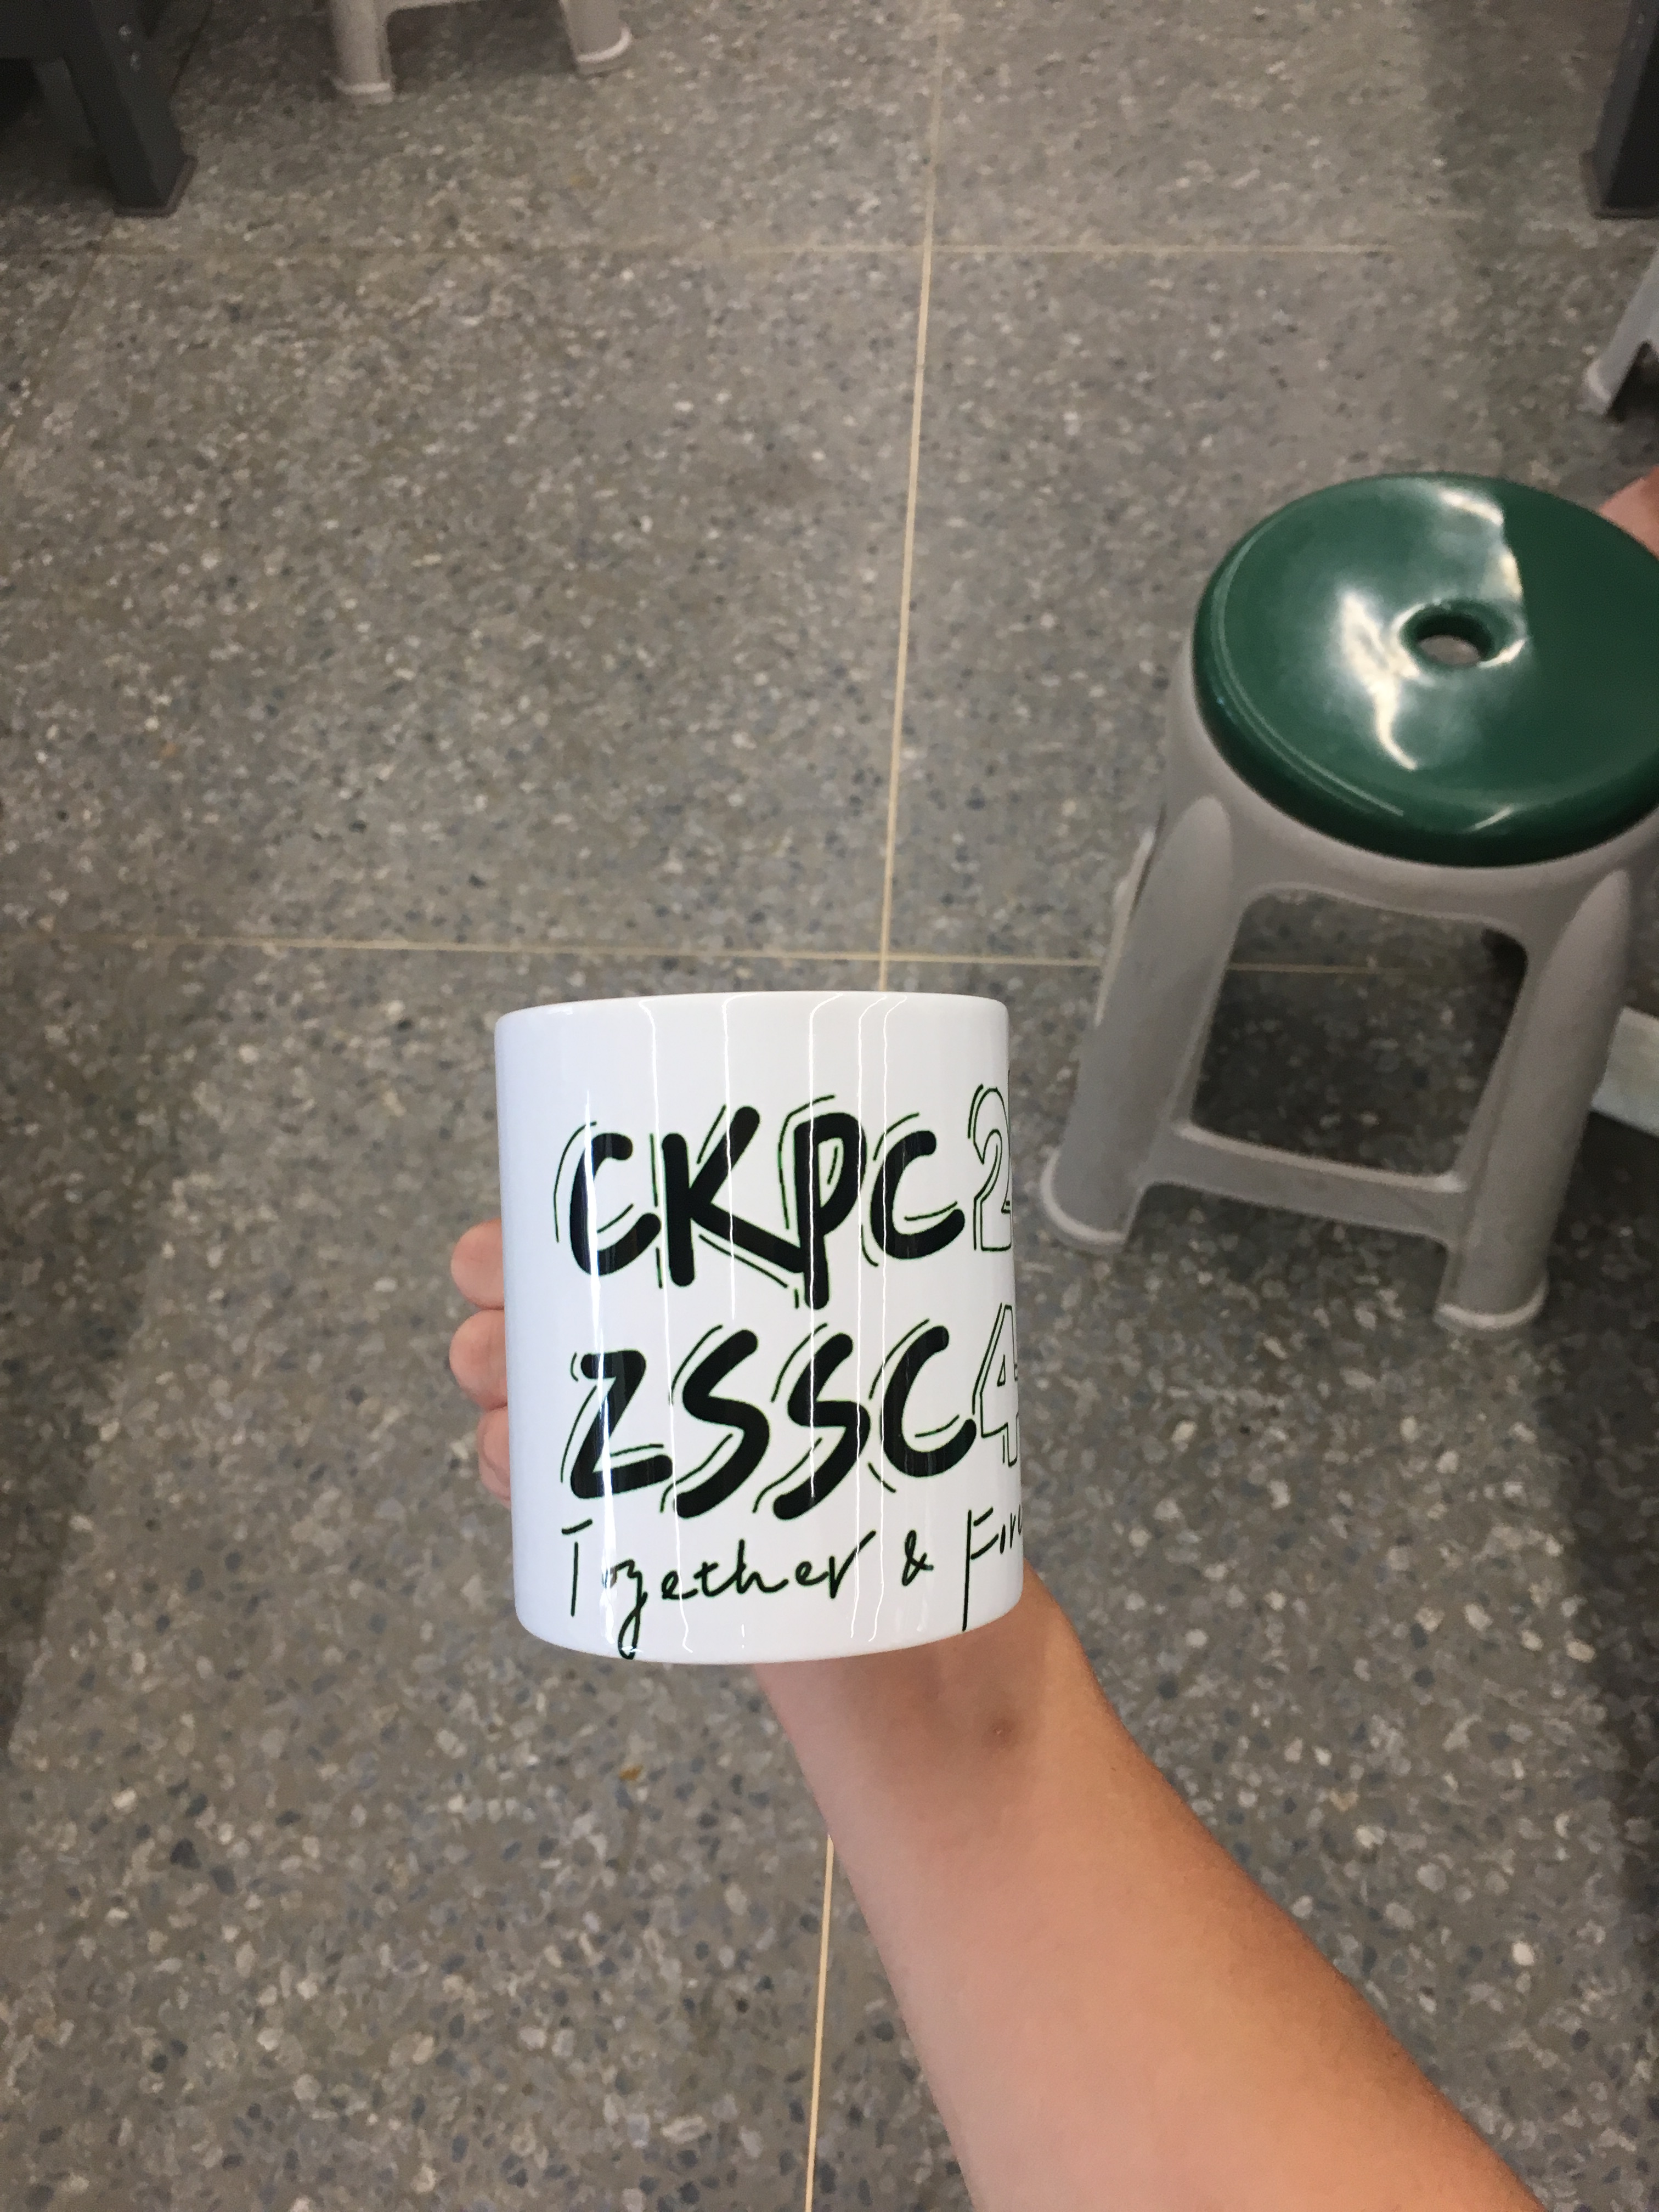 CKPC2
ZSSC4
Together &